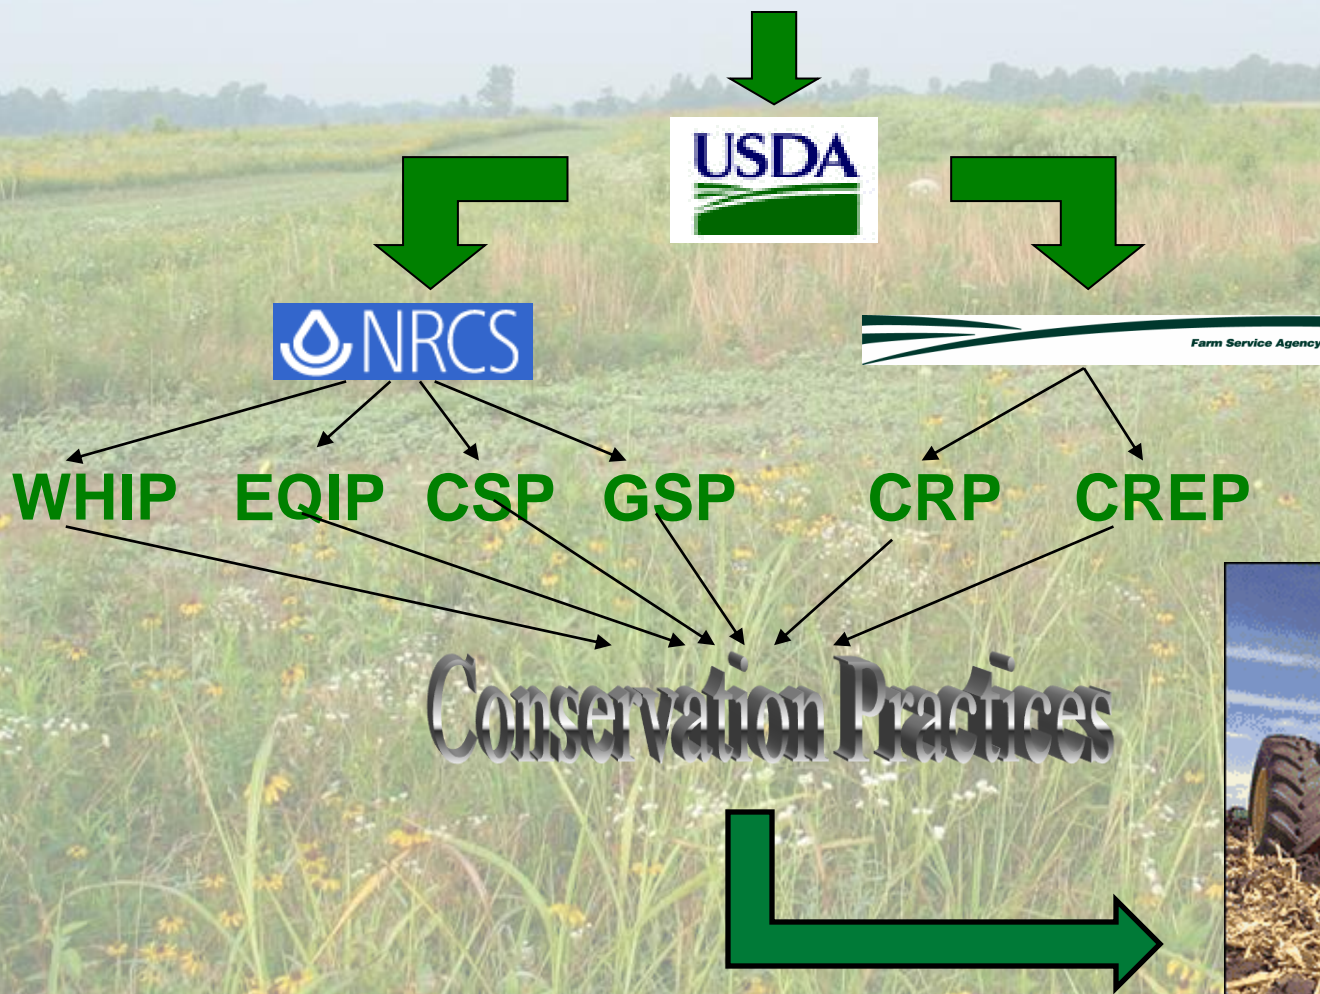 USDA
NRCS
Farm Service Agency
WHIP EQIP CSP GSP CRP CREP
Conservation Practices